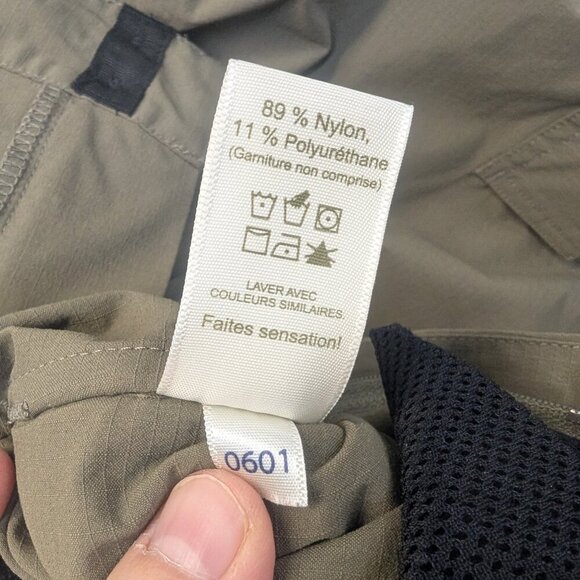 89 % Nylon,
11 % Polyuréthane
(Garniture non comprise)
LAVER AVEC
COULEURS SIMILAIRES
Faites sensation!
0601